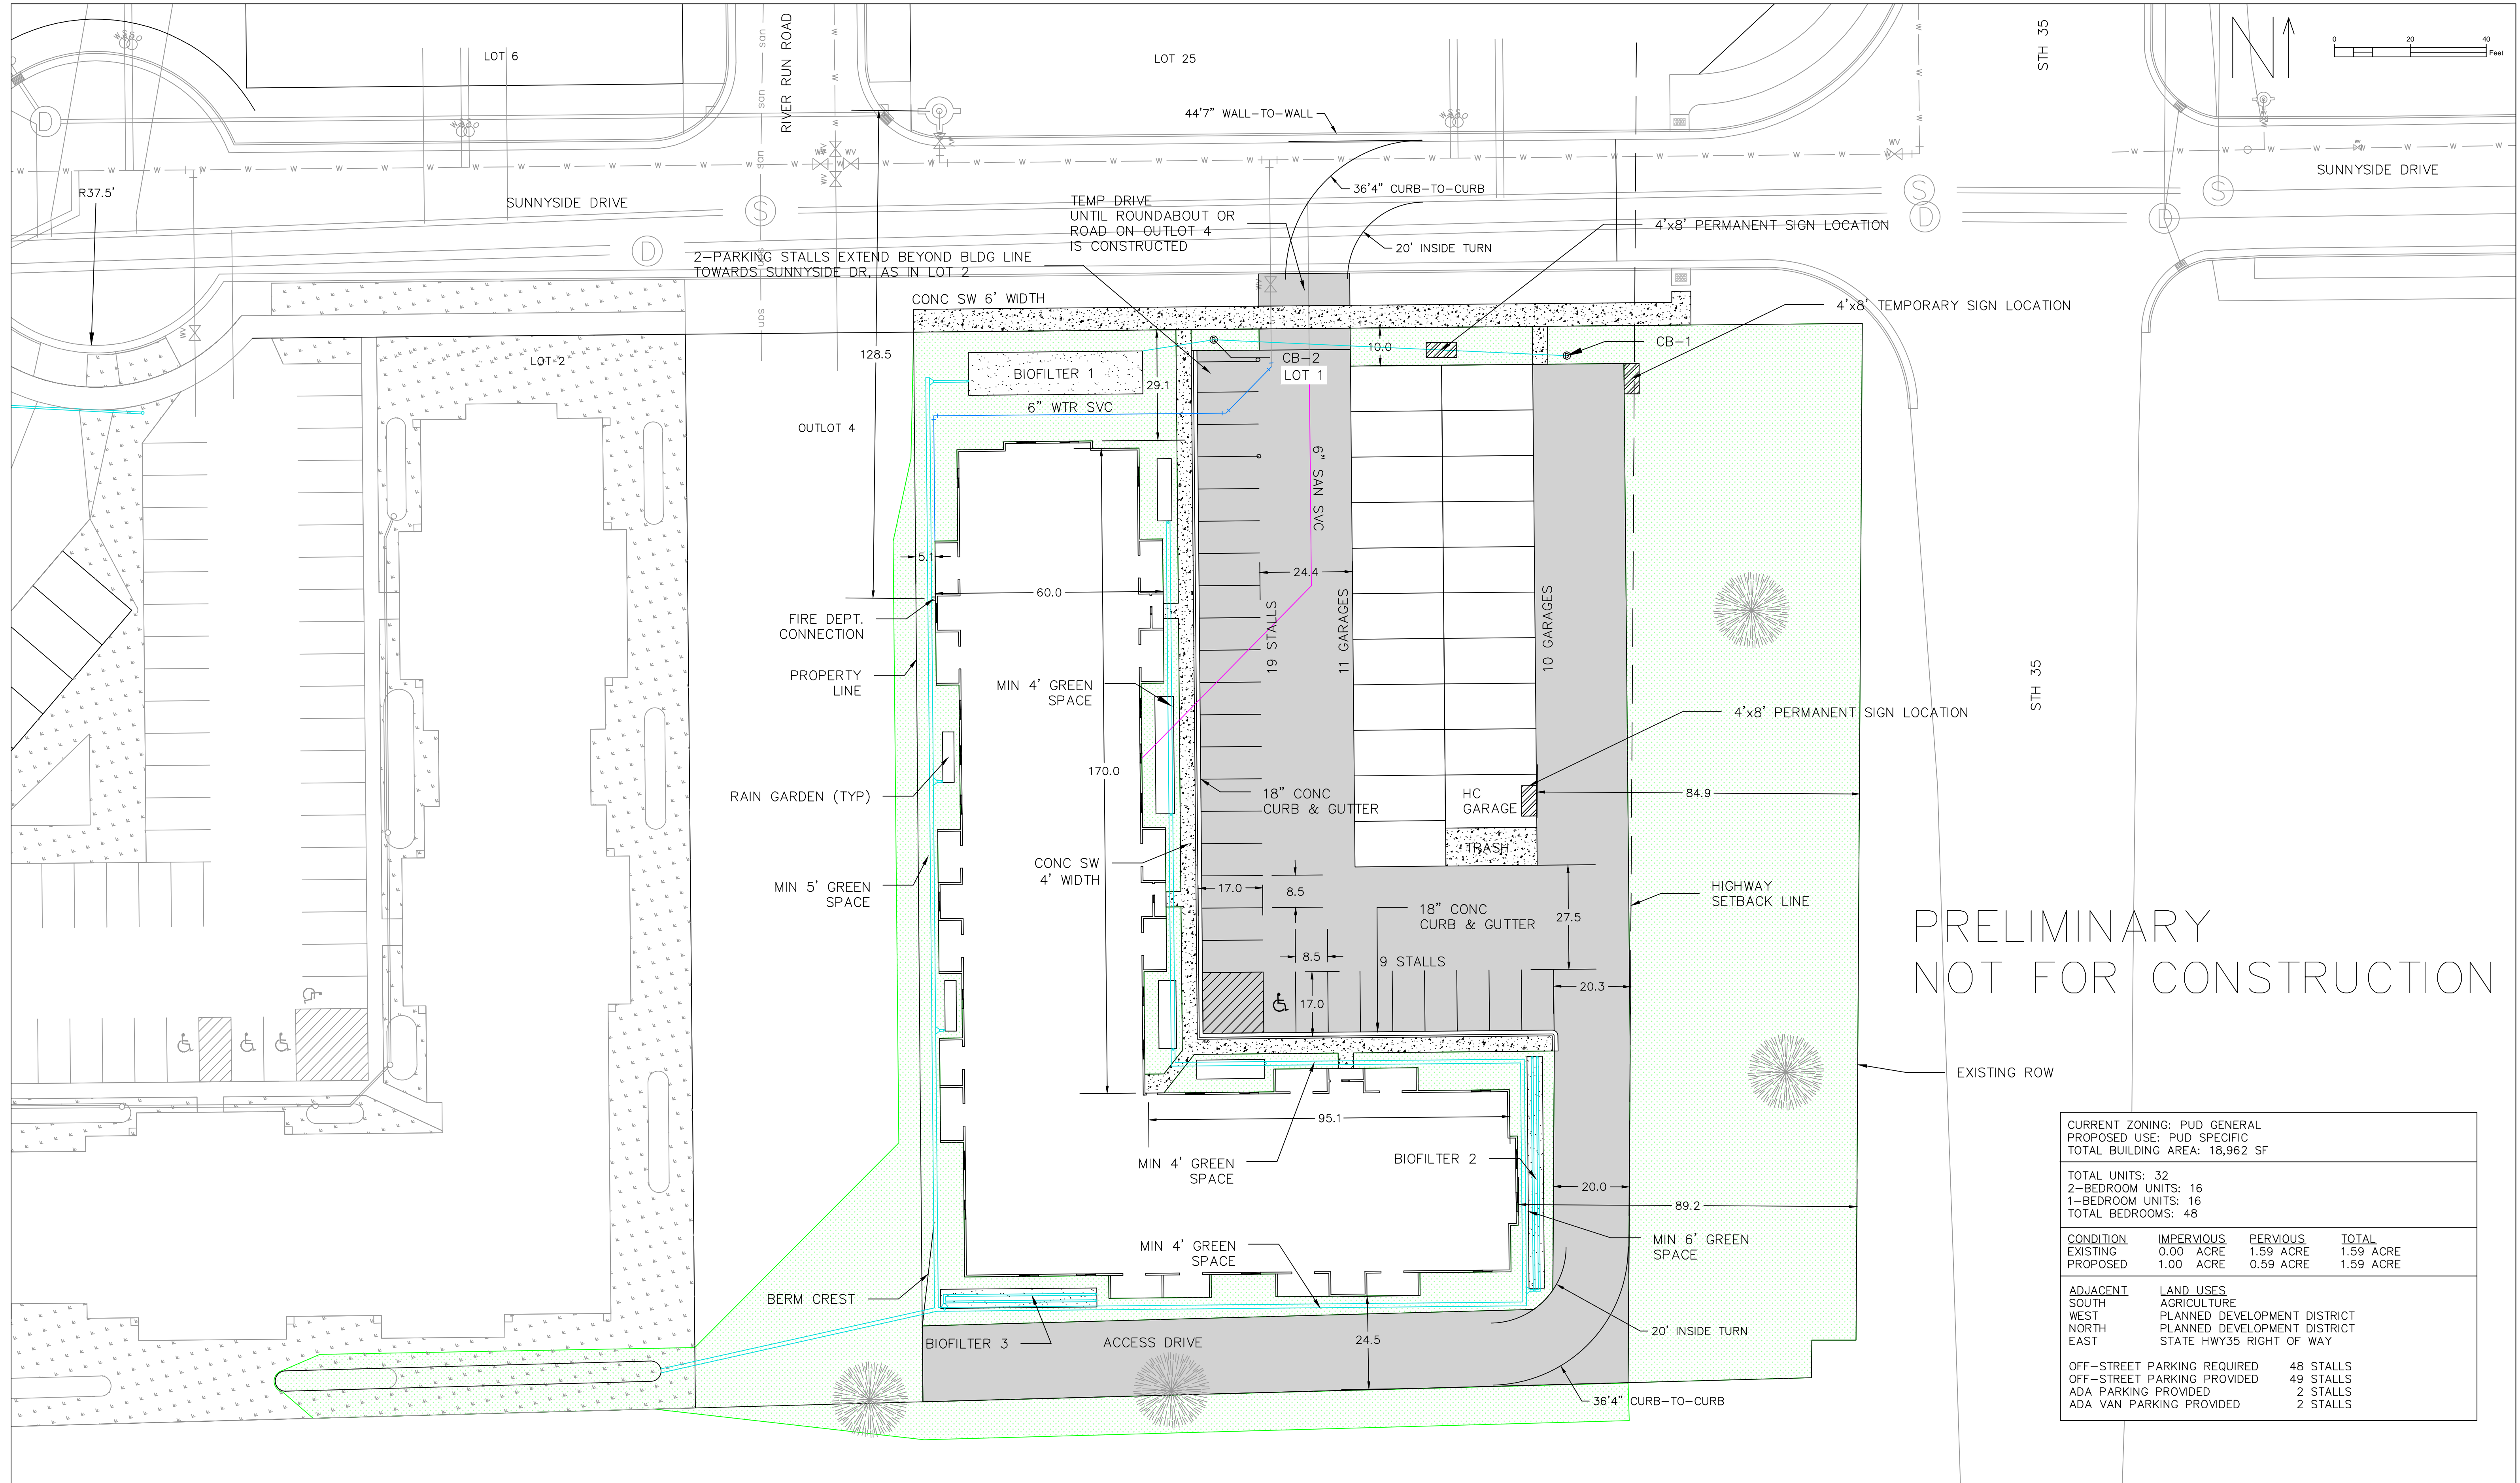 LOT 6
RIVER RUN ROAD
LOT 25
STH 35
N
0 20 40
Feet
44'7" WALL-TO-WALL
R37.5'
SUNNYSIDE DRIVE
SUNNYSIDE DRIVE
36'4" CURB-TO-CURB
TEMP DRIVE
UNTIL ROUNDABOUT OR
ROAD ON OUTLOT 4
IS CONSTRUCTED
4'x8' PERMANENT SIGN LOCATION
20' INSIDE TURN
2-PARKING STALLS EXTEND BEYOND BLDG LINE
TOWARDS SUNNYSIDE DR, AS IN LOT 2
CONC SW 6' WIDTH
4'x8' TEMPORARY SIGN LOCATION
128.5
LOT 2
10.0
CB-1
CB-2
LOT 1
BIOFILTER 1
29.1
6" WTR SVC
OUTLOT 4
6" SAN SVC
5.1
24.4
60.0
FIRE DEPT.
CONNECTION
19 STALLS
11 GARAGES
10 GARAGES
PROPERTY
LINE
MIN 4' GREEN
SPACE
STH 35
4'x8' PERMANENT SIGN LOCATION
170.0
RAIN GARDEN (TYP)
18" CONC
CURB & GUTTER
HC
GARAGE
84.9
TRASH
CONC SW
4' WIDTH
MIN 5' GREEN
SPACE
17.0
8.5
HIGHWAY
SETBACK LINE
18" CONC
CURB & GUTTER
27.5
PRELIMINARY
NOT FOR CONSTRUCTION
8.5
9 STALLS
20.3
17.0
EXISTING ROW
95.1
MIN 4' GREEN
SPACE
BIOFILTER 2
20.0
89.2
MIN 4' GREEN
SPACE
MIN 6' GREEN
SPACE
BERM CREST
BIOFILTER 3
ACCESS DRIVE
24.5
20' INSIDE TURN
36'4" CURB-TO-CURB
CURRENT ZONING: PUD GENERAL
PROPOSED USE: PUD SPECIFIC
TOTAL BUILDING AREA: 18,962 SF
TOTAL UNITS: 32
2-BEDROOM UNITS: 16
1-BEDROOM UNITS: 16
TOTAL BEDROOMS: 48
CONDITION IMPERVIOUS PERVIOUS TOTAL
EXISTING 0.00 ACRE 1.59 ACRE 1.59 ACRE
PROPOSED 1.00 ACRE 0.59 ACRE 1.59 ACRE
ADJACENT LAND USES
SOUTH AGRICULTURE
WEST PLANNED DEVELOPMENT DISTRICT
NORTH PLANNED DEVELOPMENT DISTRICT
EAST STATE HWY35 RIGHT OF WAY
OFF-STREET PARKING REQUIRED 48 STALLS
OFF-STREET PARKING PROVIDED 49 STALLS
ADA PARKING PROVIDED 2 STALLS
ADA VAN PARKING PROVIDED 2 STALLS